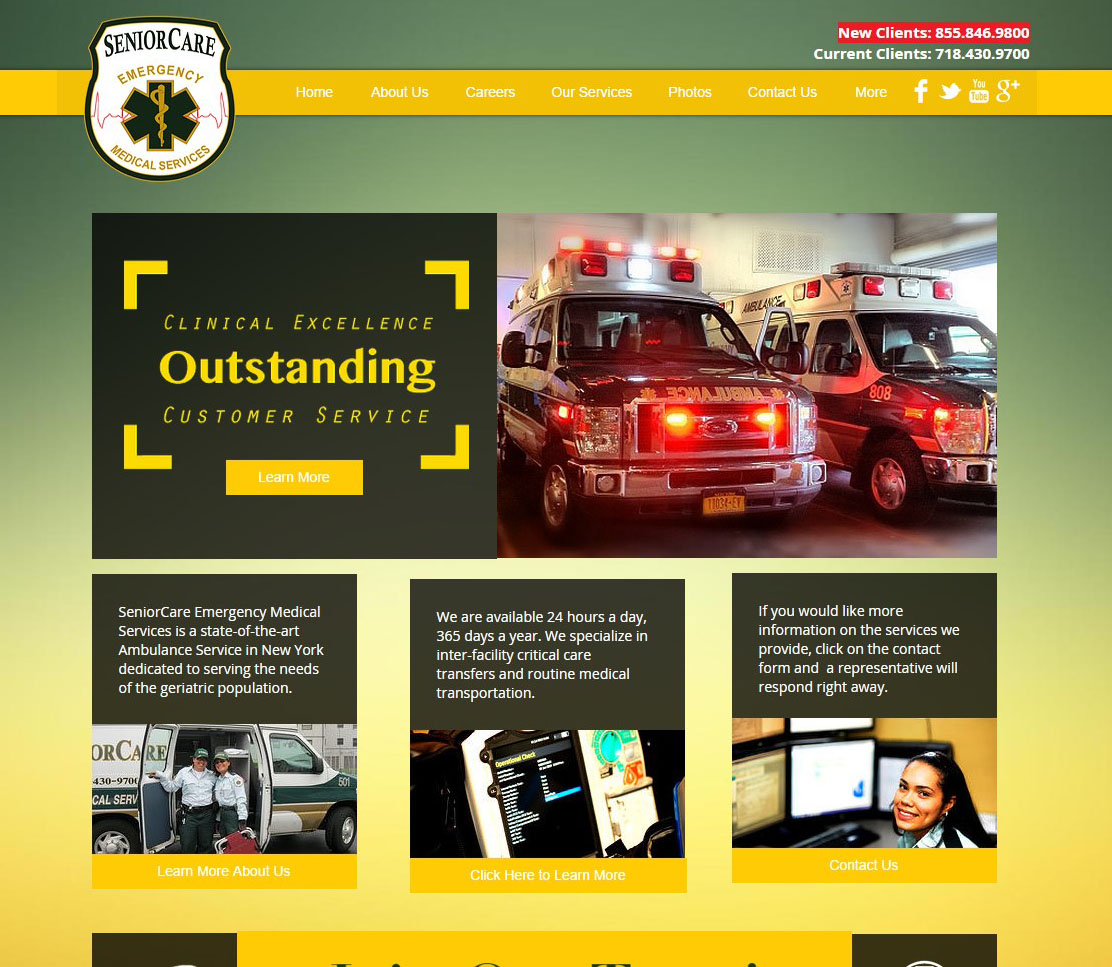 New Clients: 855.846.9800
Current Clients: 718.430.9700
SENIORCARE
EMERGENCY
MEDICAL SERVICES
Home About Us Careers Our Services Photos Contact Us More
You
Tube
g+
Clinical Excellence
Outstanding
Customer Service
Learn More
AMBULANCE
AMBULANCE
808
SeniorCare Emergency Medical
Services is a state-of-the-art
Ambulance Service in New York
dedicated to serving the needs
of the geriatric population.
IORCARE
-430-970
CAL SERV
501
Learn More About Us
We are available 24 hours a day,
365 days a year. We specialize in
inter-facility critical care
transfers and routine medical
transportation.
Operational Check
Click Here to Learn More
If you would like more
information on the services we
provide, click on the contact
form and a representative will
respond right away.
Contact Us